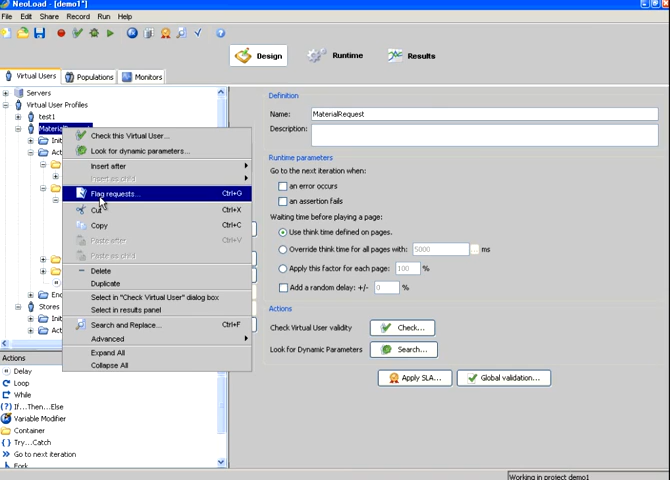 NeoLoad - [demo1*]
File Edit Share Record Run Help
Design Runtime Results
Virtual Users Populations Monitors
Servers
Virtual User Profiles
test1
Check this Virtual User...
Look for dynamic parameters...
Insert after
Insert as child
Flag requests... Ctrl+G
Cut Ctrl+X
Copy Ctrl+C
Paste after Ctrl+V
Paste as child
Delete
Duplicate
Select in "Check Virtual User" dialog box
Select in results panel
Search and Replace... Ctrl+F
Advanced
Expand All
Collapse All
Stores
Actions
Delay
Loop
While
If...Then...Else
Variable Modifier
Container
Try...Catch
Go to next iteration
Fork
Definition
Name: MaterialRequest
Description:
Runtime parameters
Go to the next iteration when:
an error occurs
an assertion fails
Waiting time before playing a page:
Use think time defined on pages.
Override think time for all pages with: 5000 ms
Apply this factor for each page: 100 %
Add a random delay: +/- 0 %
Actions
Check Virtual User validity Check...
Look for Dynamic Parameters Search...
Apply SLA... Global validation...
Working in project demo1